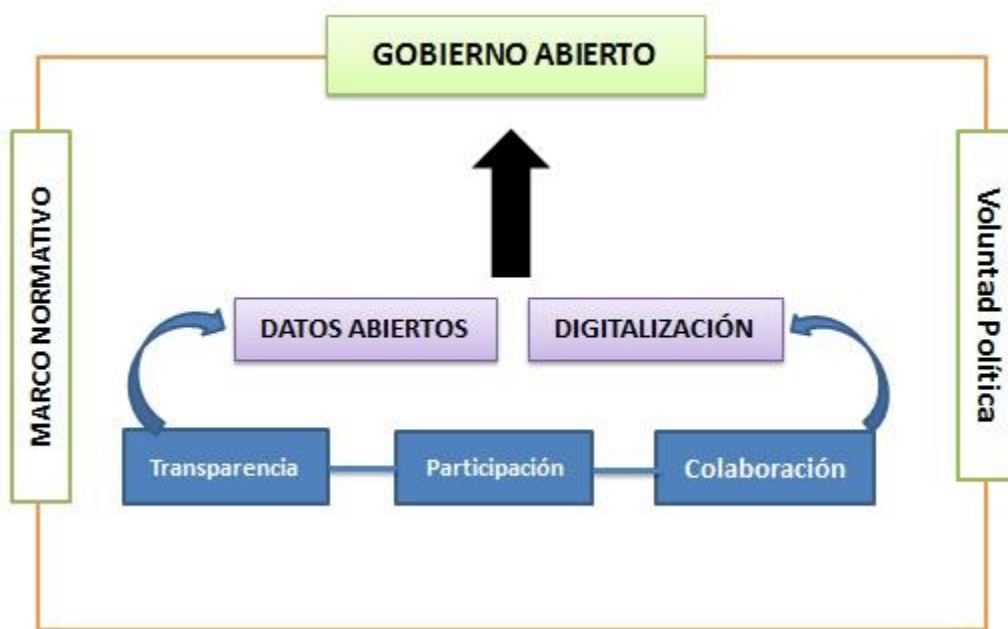 GOBIERNO ABIERTO
MARCO NORMATIVO
Voluntad Política
DATOS ABIERTOS
DIGITALIZACIÓN
Transparencia
Participación
Colaboración